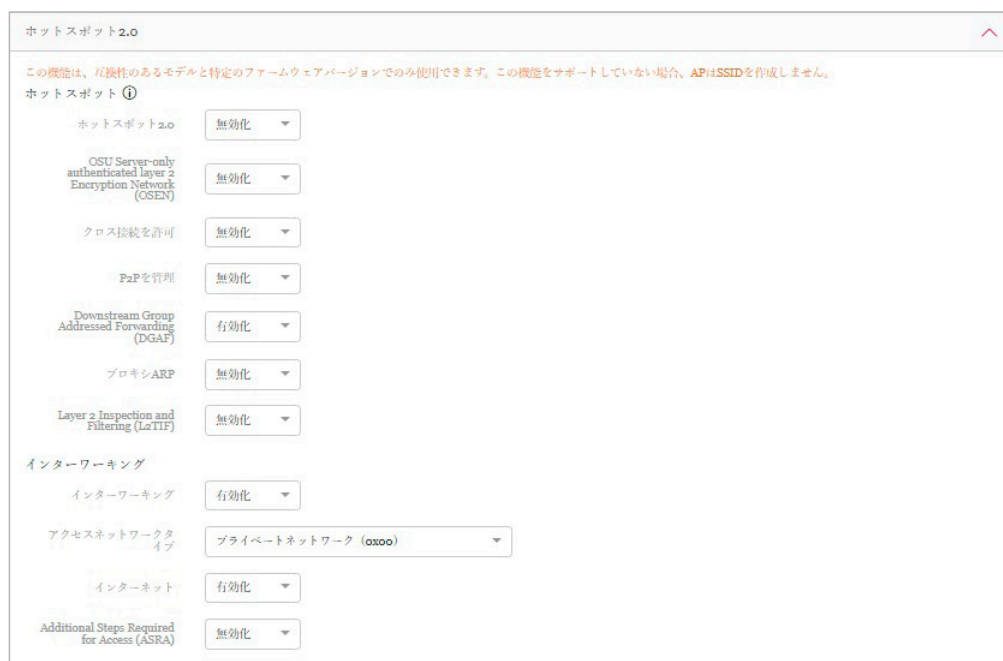 ホットスポット2.0
この機能は、互換性のあるモデルと特定のファームウェアバージョンでのみ使用できます。この機能をサポートしていない場合、APはSSIDを作成しません。
ホットスポット
ホットスポット2.0
無効化
OSU Server-only
authenticated layer 2
Encryption Network
(OSEN)
無効化
クロス接続を許可
無効化
P2Pを管理
無効化
Downstream Group
Addressed Forwarding
(DGAF)
有効化
プロキシARP
無効化
Layer 2 Inspection and
Filtering (L2TIF)
無効化
インターワーキング
インターワーキング
有効化
アクセスネットワークタ
イプ
プライベートネットワーク（0x00）
インターネット
有効化
Additional Steps Required
for Access (ASRA)
無効化